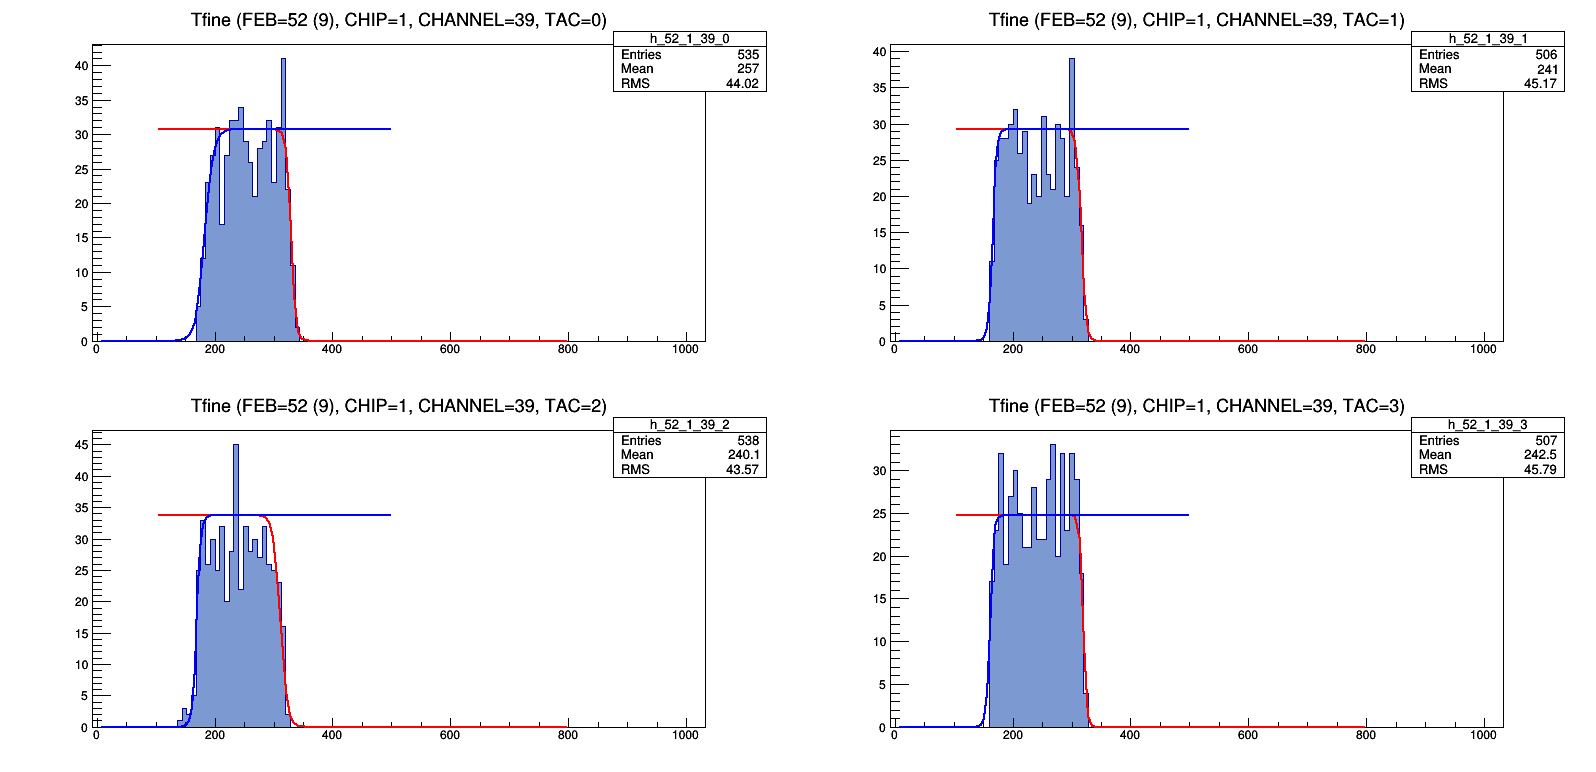 Tfine (FEB=52 (9), CHIP=1, CHANNEL=39, TAC=0)
h_52_1_39_0
Entries 535
Mean 257
RMS 44.02
40
35
30
25
20
15
10
5
0
0 200 400 600 800 1000
Tfine (FEB=52 (9), CHIP=1, CHANNEL=39, TAC=1)
h_52_1_39_1
Entries 506
Mean 241
RMS 45.17
40
35
30
25
20
15
10
5
0
0 200 400 600 800 1000
Tfine (FEB=52 (9), CHIP=1, CHANNEL=39, TAC=2)
h_52_1_39_2
Entries 538
Mean 240.1
RMS 43.57
45
40
35
30
25
20
15
10
5
0
0 200 400 600 800 1000
Tfine (FEB=52 (9), CHIP=1, CHANNEL=39, TAC=3)
h_52_1_39_3
Entries 507
Mean 242.5
RMS 45.79
30
25
20
15
10
5
0
0 200 400 600 800 1000